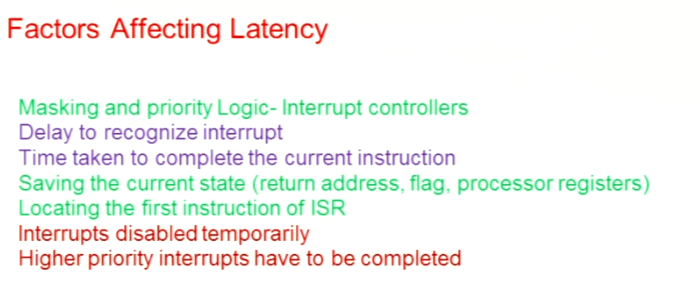 Factors Affecting Latency
Masking and priority Logic- Interrupt controllers
Delay to recognize interrupt
Time taken to complete the current instruction
Saving the current state (return address, flag, processor registers)
Locating the first instruction of ISR
Interrupts disabled temporarily
Higher priority interrupts have to be completed